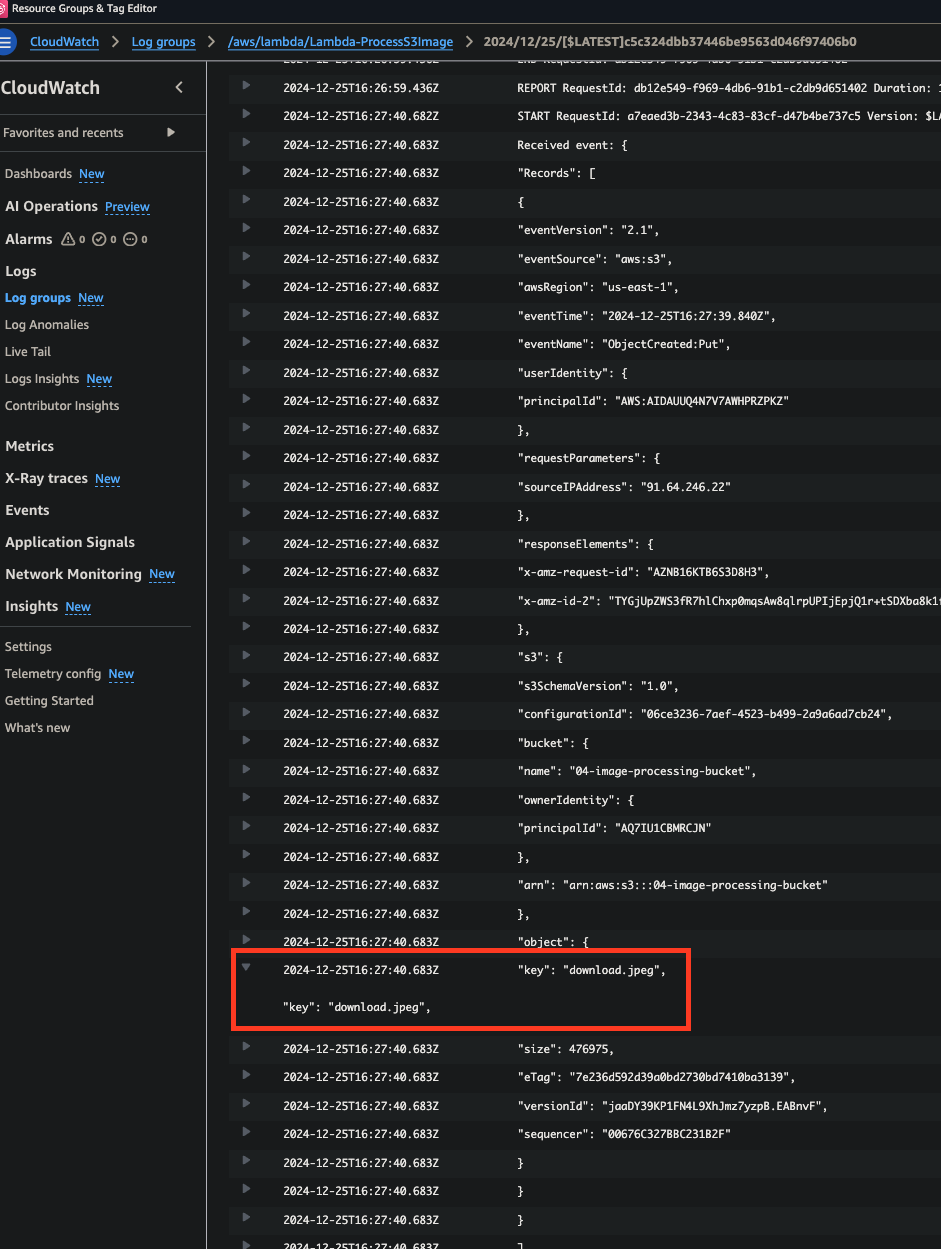 Resource Groups & Tag Editor
CloudWatch > Log groups > /aws/lambda/Lambda-ProcessS3Image > 2024/12/25/[$LATEST]c5c324dbb37446be9563d046f97406b0
CloudWatch
Favorites and recents
Dashboards New
AI Operations Preview
Alarms 0 0 0
Logs
Log groups New
Log Anomalies
Live Tail
Logs Insights New
Contributor Insights
Metrics
X-Ray traces New
Events
Application Signals
Network Monitoring New
Insights New
Settings
Telemetry config New
Getting Started
What's new
2024-12-25T16:26:59.436Z REPORT RequestId: db12e549-f969-4db6-91b1-c2db9d651402 Duration:
2024-12-25T16:27:40.682Z START RequestId: a7eaed3b-2343-4c83-83cf-d47b4be737c5 Version:
2024-12-25T16:27:40.683Z Received event: {
2024-12-25T16:27:40.683Z "Records": [
2024-12-25T16:27:40.683Z {
2024-12-25T16:27:40.683Z "eventVersion": "2.1",
2024-12-25T16:27:40.683Z "eventSource": "aws:s3",
2024-12-25T16:27:40.683Z "awsRegion": "us-east-1",
2024-12-25T16:27:40.683Z "eventTime": "2024-12-25T16:27:39.840Z",
2024-12-25T16:27:40.683Z "eventName": "ObjectCreated:Put",
2024-12-25T16:27:40.683Z "userIdentity": {
2024-12-25T16:27:40.683Z "principalId": "AWS:AIDAUUQ4N7V7AWHPRZPKZ"
2024-12-25T16:27:40.683Z },
2024-12-25T16:27:40.683Z "requestParameters": {
2024-12-25T16:27:40.683Z "sourceIPAddress": "91.64.246.22"
2024-12-25T16:27:40.683Z },
2024-12-25T16:27:40.683Z "responseElements": {
2024-12-25T16:27:40.683Z "x-amz-request-id": "AZNB16KTB6S3D8H3",
2024-12-25T16:27:40.683Z "x-amz-id-2": "TYGjUpZWS3fR7hlChxp0mqsAw8qlrpUPIjEpjQ1r+tSDXba8k1
2024-12-25T16:27:40.683Z },
2024-12-25T16:27:40.683Z "s3": {
2024-12-25T16:27:40.683Z "s3SchemaVersion": "1.0",
2024-12-25T16:27:40.683Z "configurationId": "06ce3236-7aef-4523-b499-2a9a6ad7cb24",
2024-12-25T16:27:40.683Z "bucket": {
2024-12-25T16:27:40.683Z "name": "04-image-processing-bucket",
2024-12-25T16:27:40.683Z "ownerIdentity": {
2024-12-25T16:27:40.683Z "principalId": "AQ7IU1CBMRCJN"
2024-12-25T16:27:40.683Z },
2024-12-25T16:27:40.683Z "arn": "arn:aws:s3:::04-image-processing-bucket"
2024-12-25T16:27:40.683Z },
2024-12-25T16:27:40.683Z "object": {
2024-12-25T16:27:40.683Z "key": "download.jpeg",
"key": "download.jpeg",
2024-12-25T16:27:40.683Z "size": 476975,
2024-12-25T16:27:40.683Z "eTag": "7e236d592d39a0bd2730bd7410ba3139",
2024-12-25T16:27:40.683Z "versionId": "jaaDY39KP1FN4L9XhJmz7yzpB.EABnvF",
2024-12-25T16:27:40.683Z "sequencer": "00676C327BBC231B2F"
2024-12-25T16:27:40.683Z }
2024-12-25T16:27:40.683Z }
2024-12-25T16:27:40.683Z }
2024-12-25T16:27:40.683Z ]